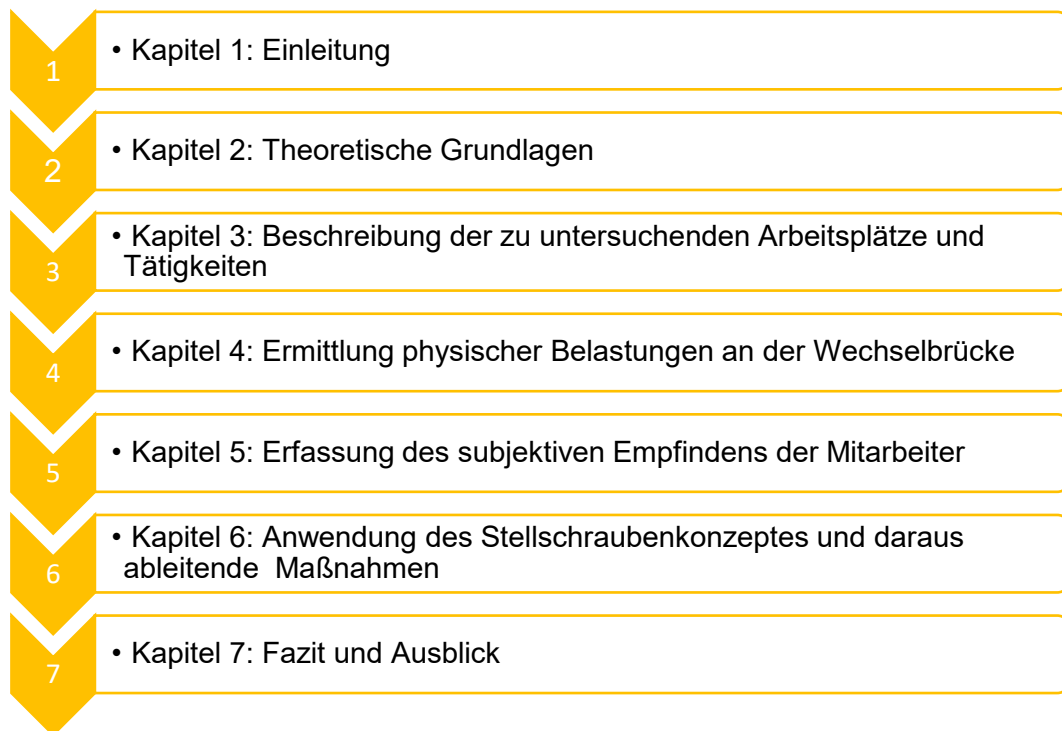 1
• Kapitel 1: Einleitung
2
• Kapitel 2: Theoretische Grundlagen
3
• Kapitel 3: Beschreibung der zu untersuchenden Arbeitsplätze und
Tätigkeiten
4
• Kapitel 4: Ermittlung physischer Belastungen an der Wechselbrücke
5
• Kapitel 5: Erfassung des subjektiven Empfindens der Mitarbeiter
6
• Kapitel 6: Anwendung des Stellschraubenkonzeptes und daraus
ableitende  Maßnahmen
7
• Kapitel 7: Fazit und Ausblick